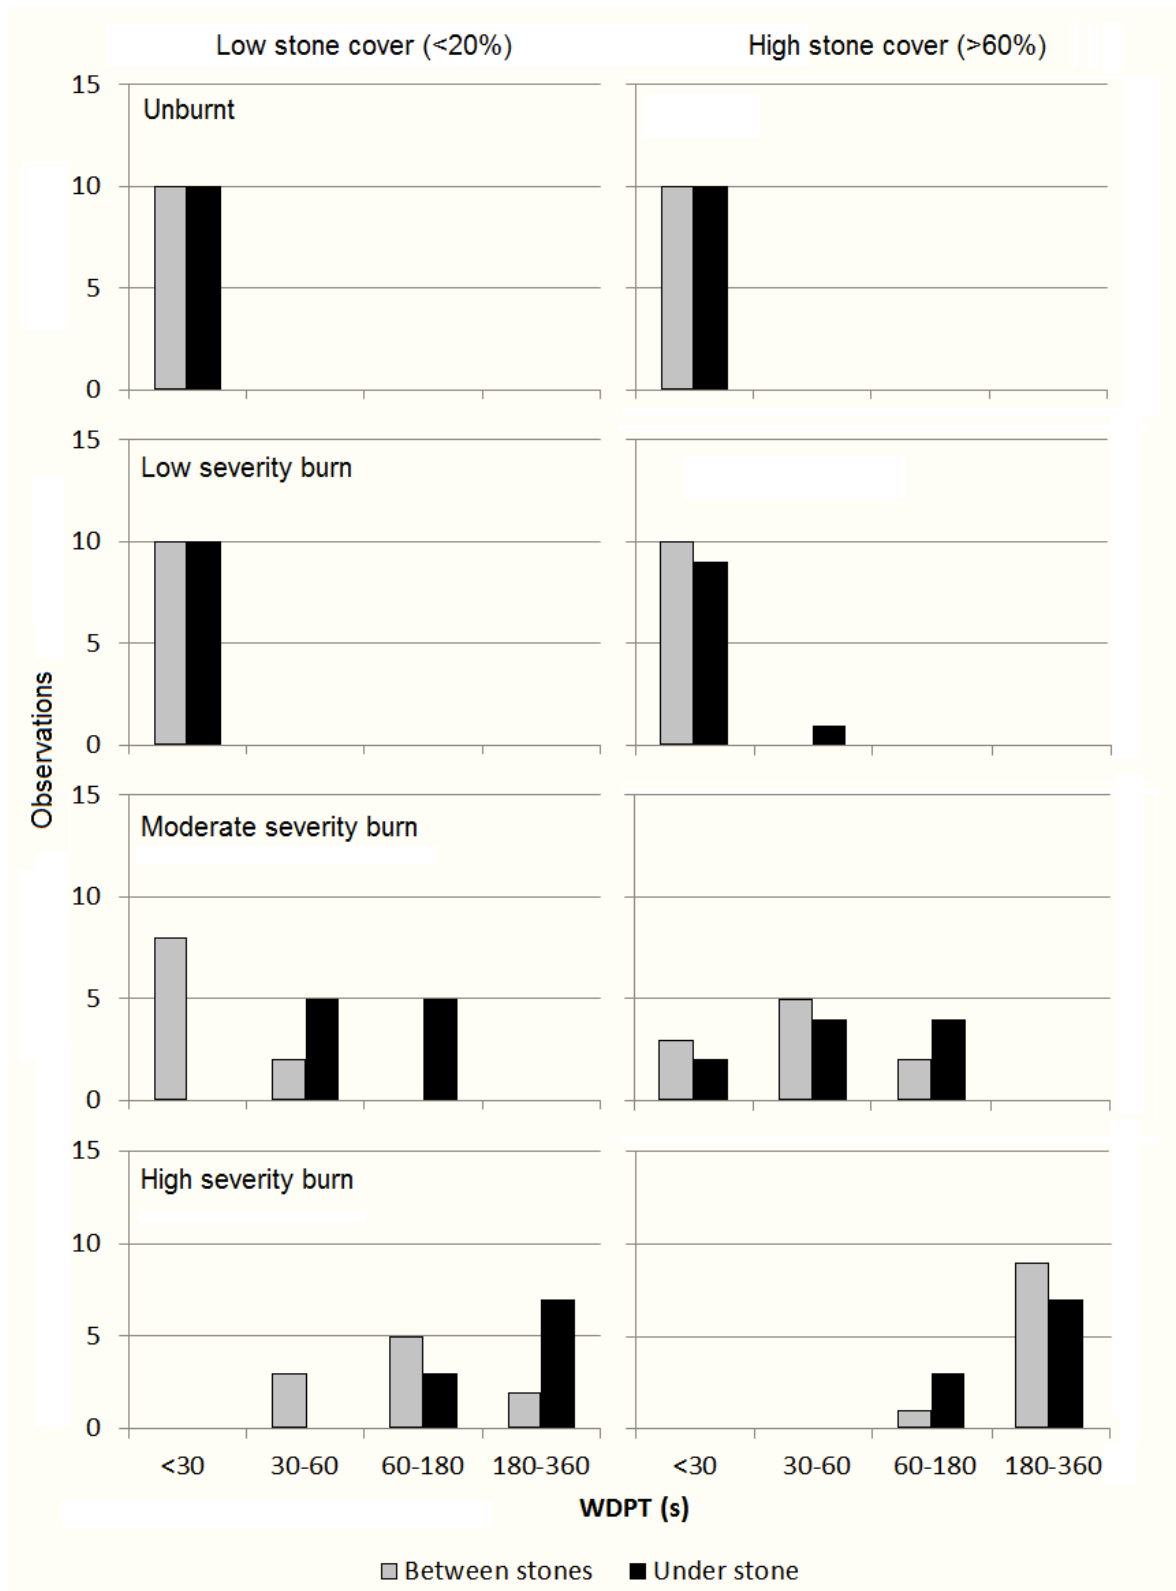 Low stone cover (<20%) High stone cover (>60%)
15
Unburnt
10
5
0
15
Low severity burn
10
5
0
Observations
15
Moderate severity burn
10
5
0
15
High severity burn
10
5
0
<30 30-60 60-180 180-360 <30 30-60 60-180 180-360
WDPT (s)
Between stones Under stone